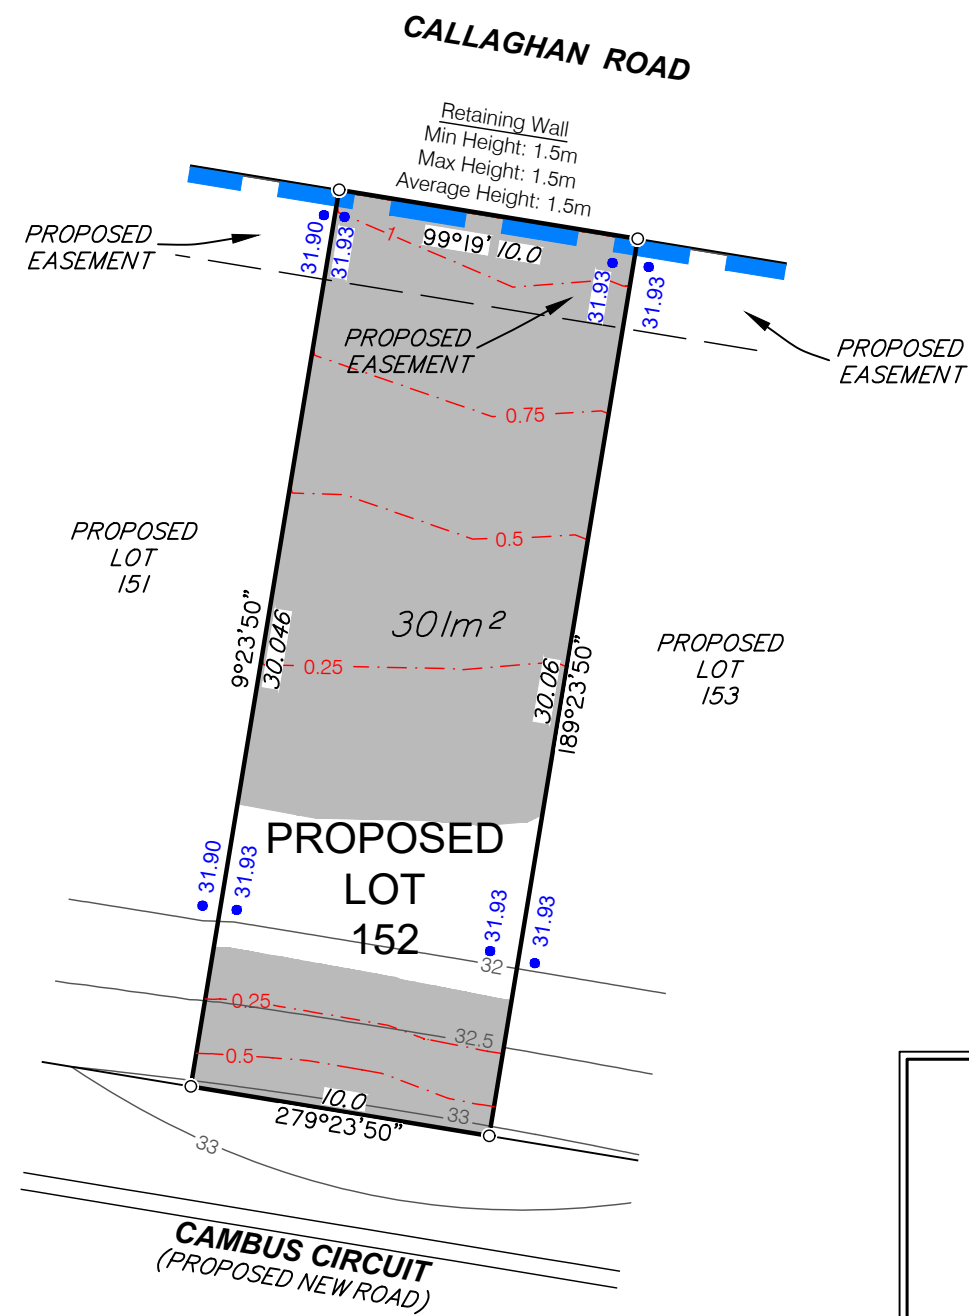 CALLAGHAN ROAD
Retaining Wall
Min Height: 1.5m
Max Height: 1.5m
Average Height: 1.5m
PROPOSED
EASEMENT
31.90
31.93
1
99°19' 10.0
31.93
31.93
PROPOSED
EASEMENT
PROPOSED
EASEMENT
0.75
0.5
PROPOSED
LOT
151
301m²
9°23'50"
30.046
0.25
30.06
189°23'50"
PROPOSED
LOT
153
PROPOSED
LOT
152
31.90
31.93
31.93
31.93
32
0.25
32.5
0.5
10.0
279°23'50"
33
33
CAMBUS CIRCUIT
(PROPOSED NEW ROAD)